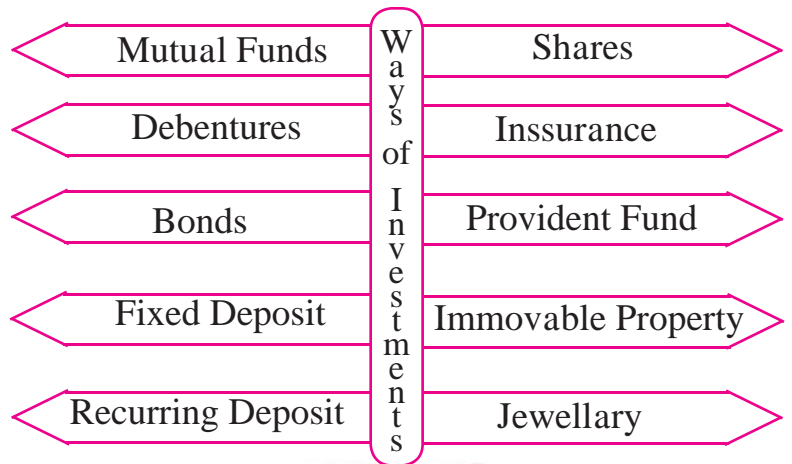 Mutual Funds
Debentures
Bonds
Fixed Deposit
Recurring Deposit
Ways of Investments
Shares
Inssurance
Provident Fund
Immovable Property
Jewellary